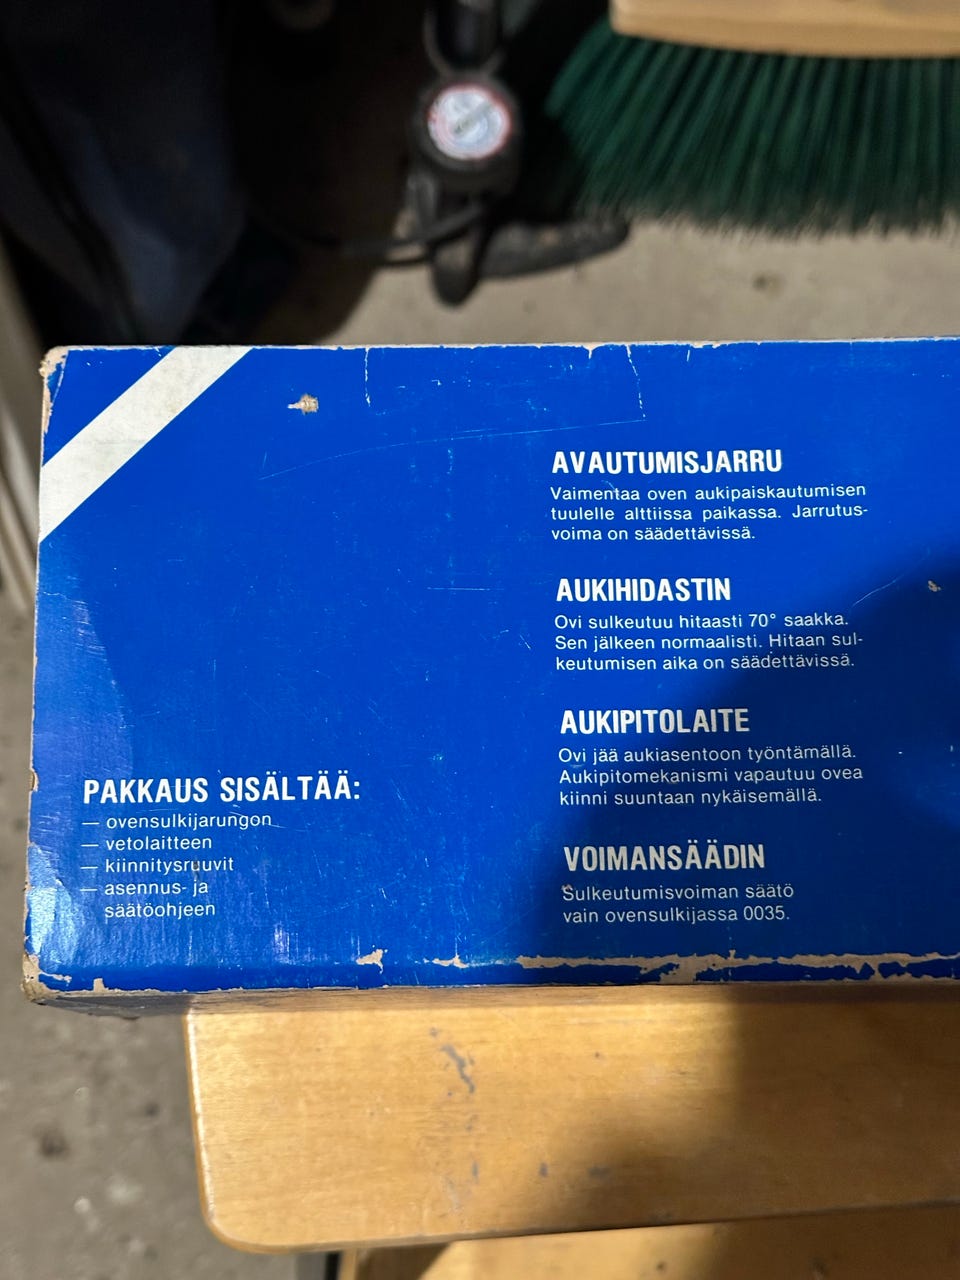 AVAUTUMISJARRU
Vaimentaa oven aukipaiskautumisen
tuulelle alttiissa paikassa. Jarrutus-
voima on säädettävissä.
AUKIHIDASTIN
Ovi sulkeutuu hitaasti 70° saakka.
Sen jälkeen normaalisti. Hitaan sul-
keutumisen aika on säädettävissä.
AUKIPITOLAITE
Ovi jää aukiasentoon työntämällä.
Aukipitomekanismi vapautuu ovea
kiinni suuntaan nykäisemällä.
VOIMANSÄÄDIN
Sulkeutumisvoiman säätö
vain ovensulkijassa 0035.
PAKKAUS SISÄLTÄÄ:
— ovensulkijarungon
— vetolaitteen
— kiinnitysruuvit
— asennus- ja
säätöohjeen